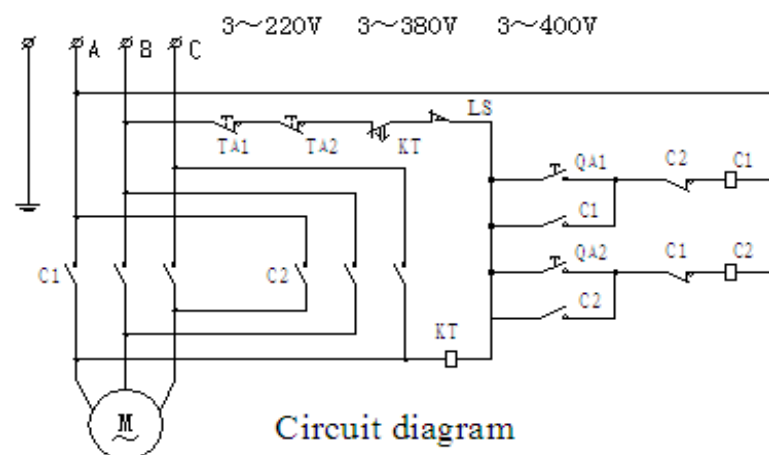 3～220V 3～380V 3～400V
A B C
LS
TA1 TA2 KT
QA1 C2 C1
C1
QA2 C1 C2
C1 C2
C2
KT
M
～
Circuit diagram